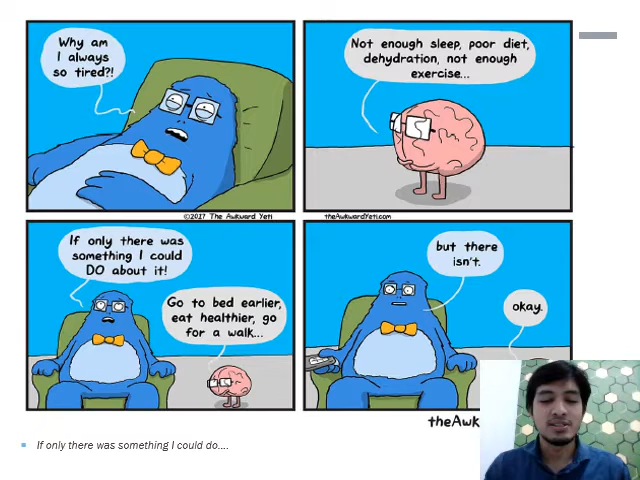 Why am
I always
so tired?!
Not enough sleep, poor diet,
dehydration, not enough
exercise...
©2017 The Awkward Yeti
theAwkwardYeti.com
If only there was
something I could
DO about it!
Go to bed earlier,
eat healthier, go
for a walk...
but there
isn't.
okay.
theAwk
If only there was something I could do....